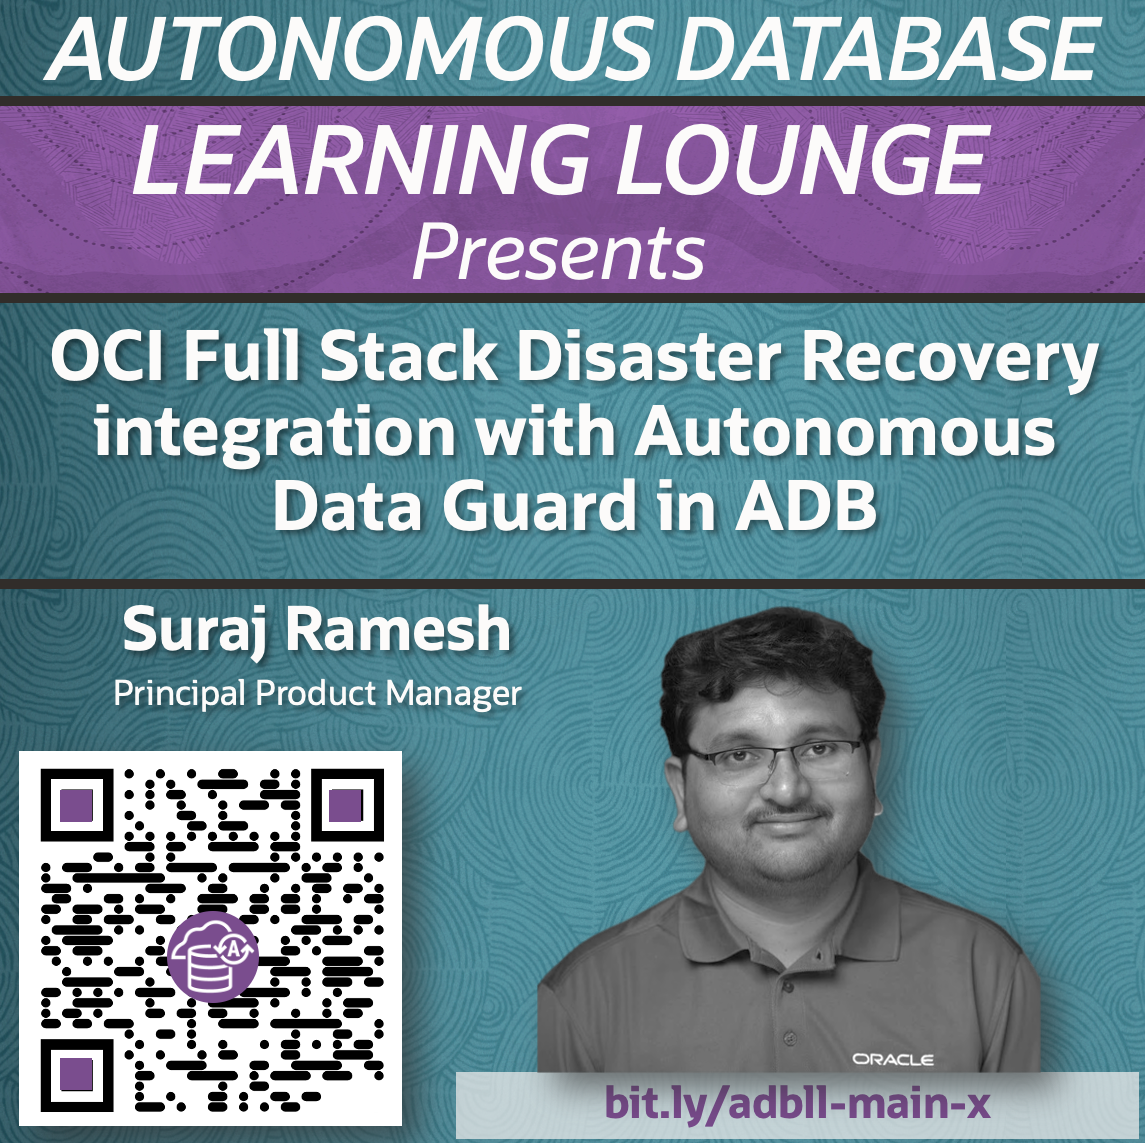 AUTONOMOUS DATABASE
LEARNING LOUNGE
Presents
OCI Full Stack Disaster Recovery
integration with Autonomous
Data Guard in ADB
Suraj Ramesh
Principal Product Manager
A
ORACLE
bit.ly/adbll-main-x